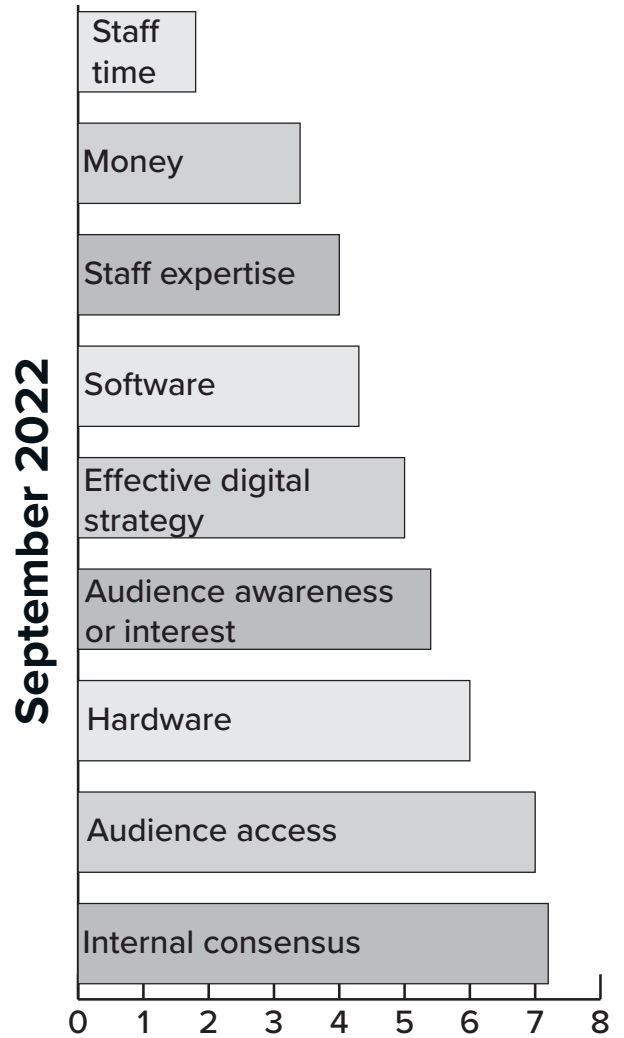 Staff
time
Money
Staff expertise
Software
Effective digital
strategy
Audience awareness
or interest
Hardware
Audience access
Internal consensus
September 2022
0 1 2 3 4 5 6 7 8